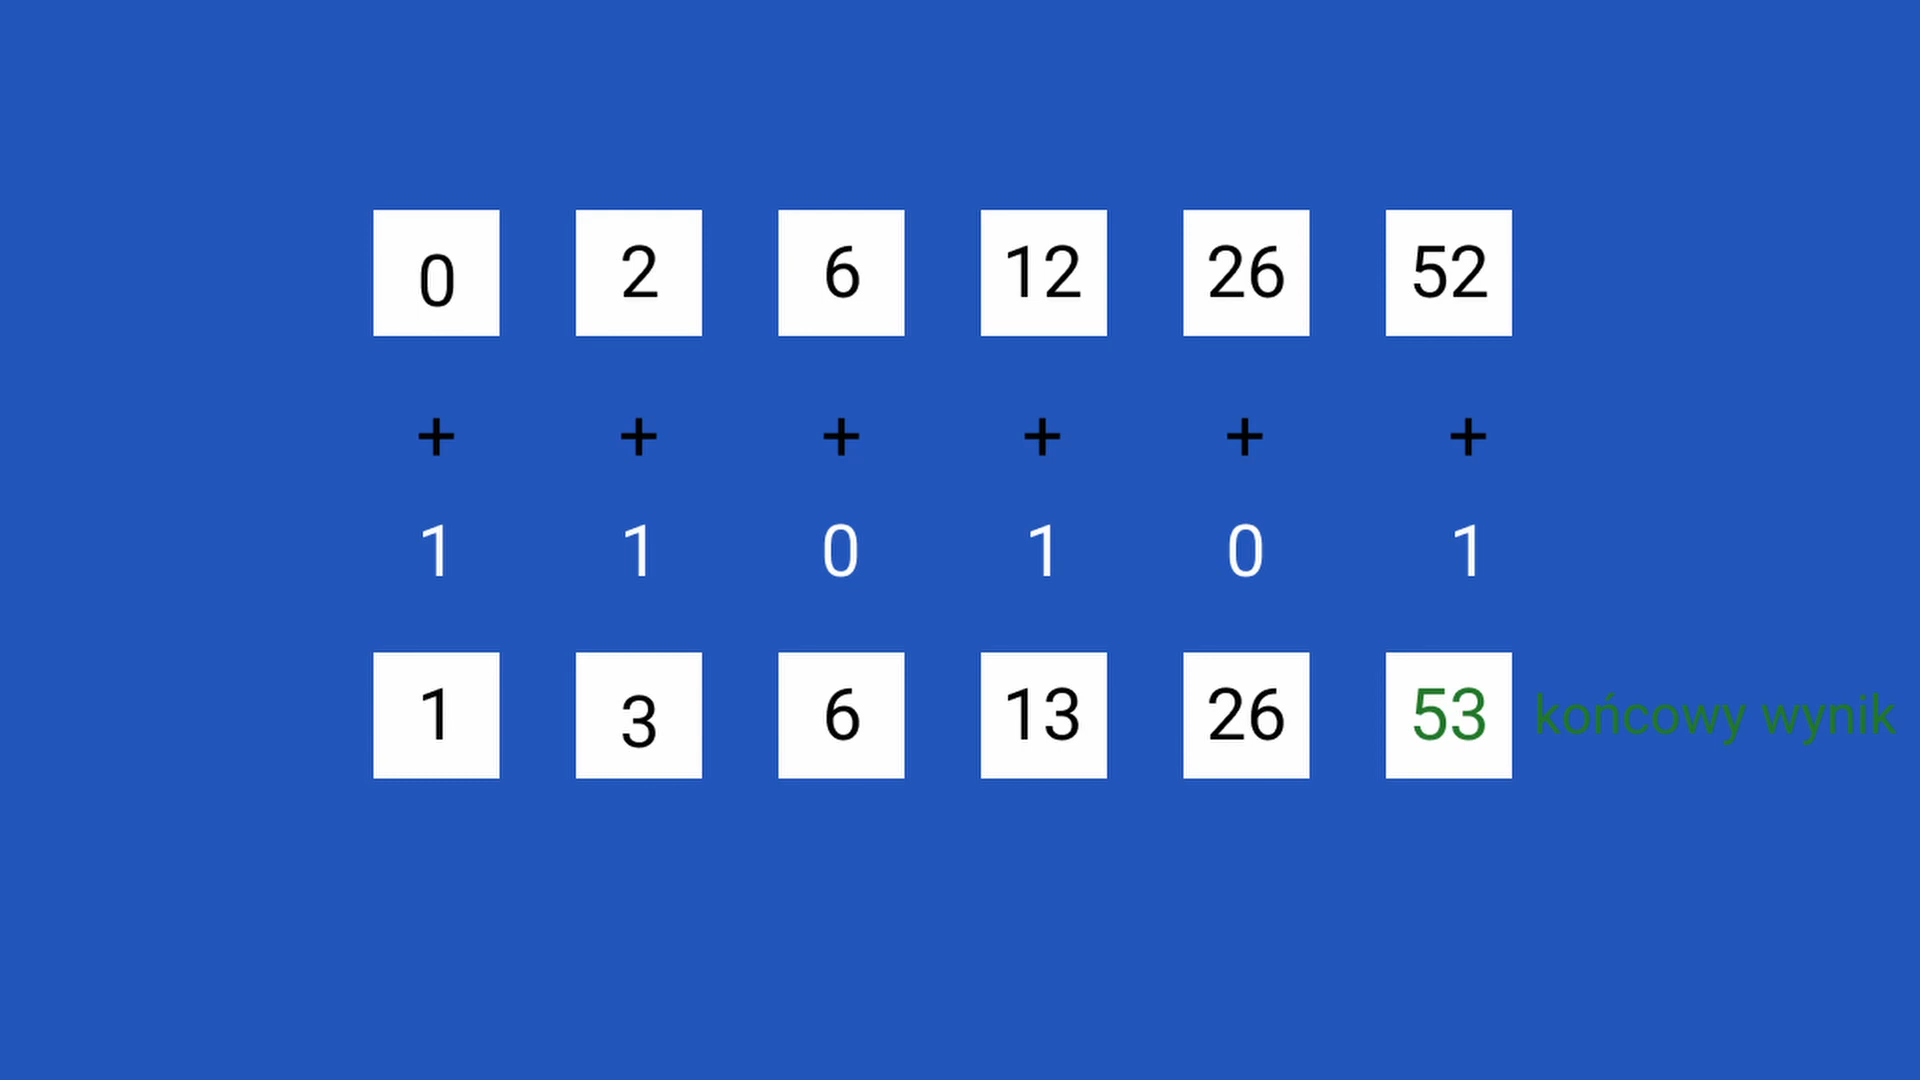 0 2 6 12 26 52
+ + + + + +
1 1 0 1 0 1
1 3 6 13 26 53 końcowy wynik